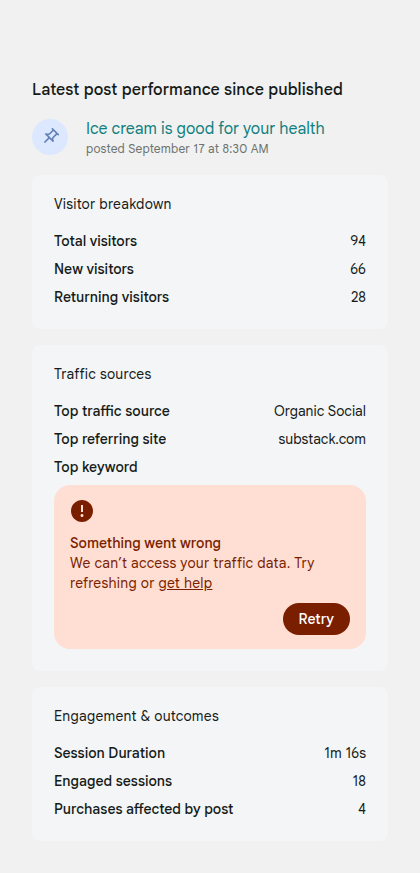 Latest post performance since published
Ice cream is good for your health
posted September 17 at 8:30 AM
Visitor breakdown
Total visitors 94
New visitors 66
Returning visitors 28
Traffic sources
Top traffic source Organic Social
Top referring site substack.com
Top keyword
Something went wrong
We can’t access your traffic data. Try
refreshing or get help
Retry
Engagement & outcomes
Session Duration 1m 16s
Engaged sessions 18
Purchases affected by post 4